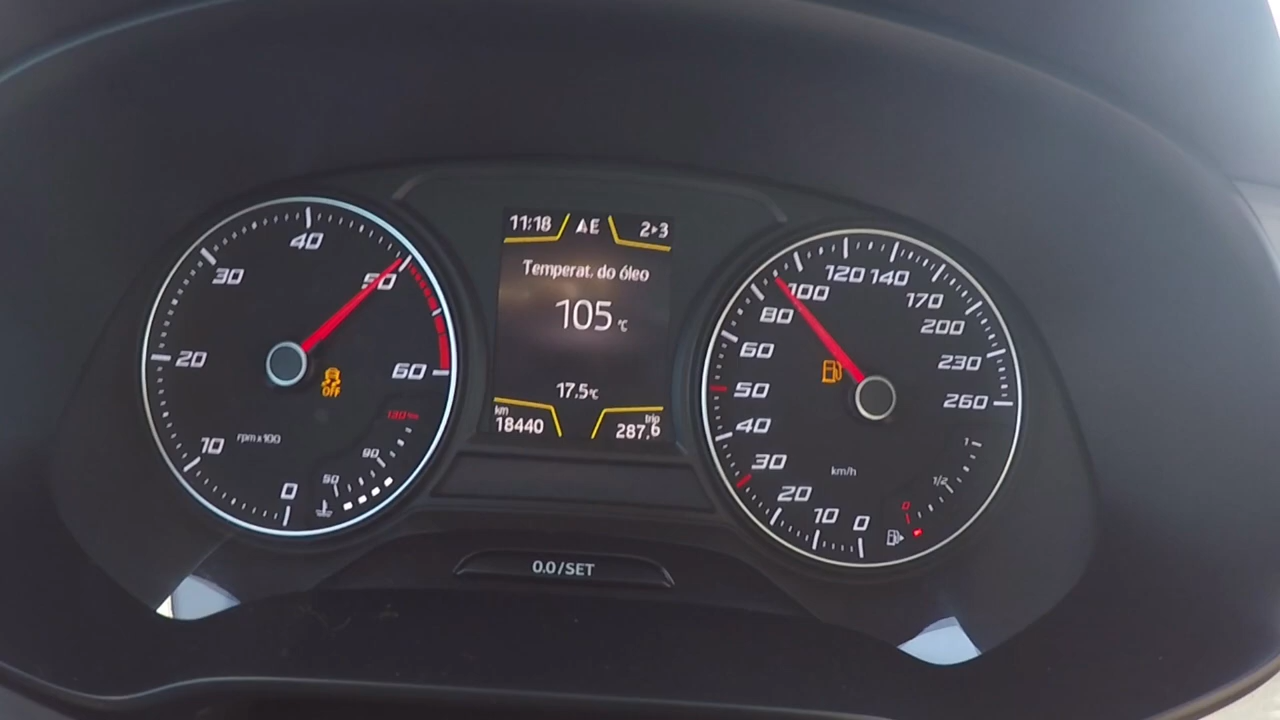 11:18 AE 2▸3
Temperat. do óleo
105 °C
17.5°C
km
18440
trip
287,6
40
30
50
20
60
10
0
rpm x 100
OFF
130
90
50
120 140
100
170
80
200
60
230
50
260
40
30
20
10
0
km/h
1
1/2
0
0.0/SET